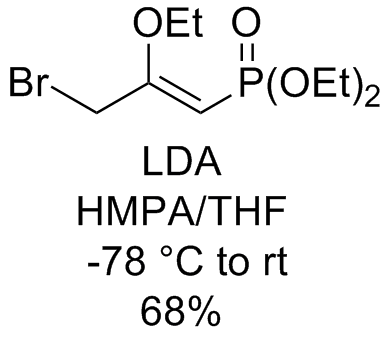 OEt
O
Br
P(OEt)2
LDA
HMPA/THF
-78 °C to rt
68%